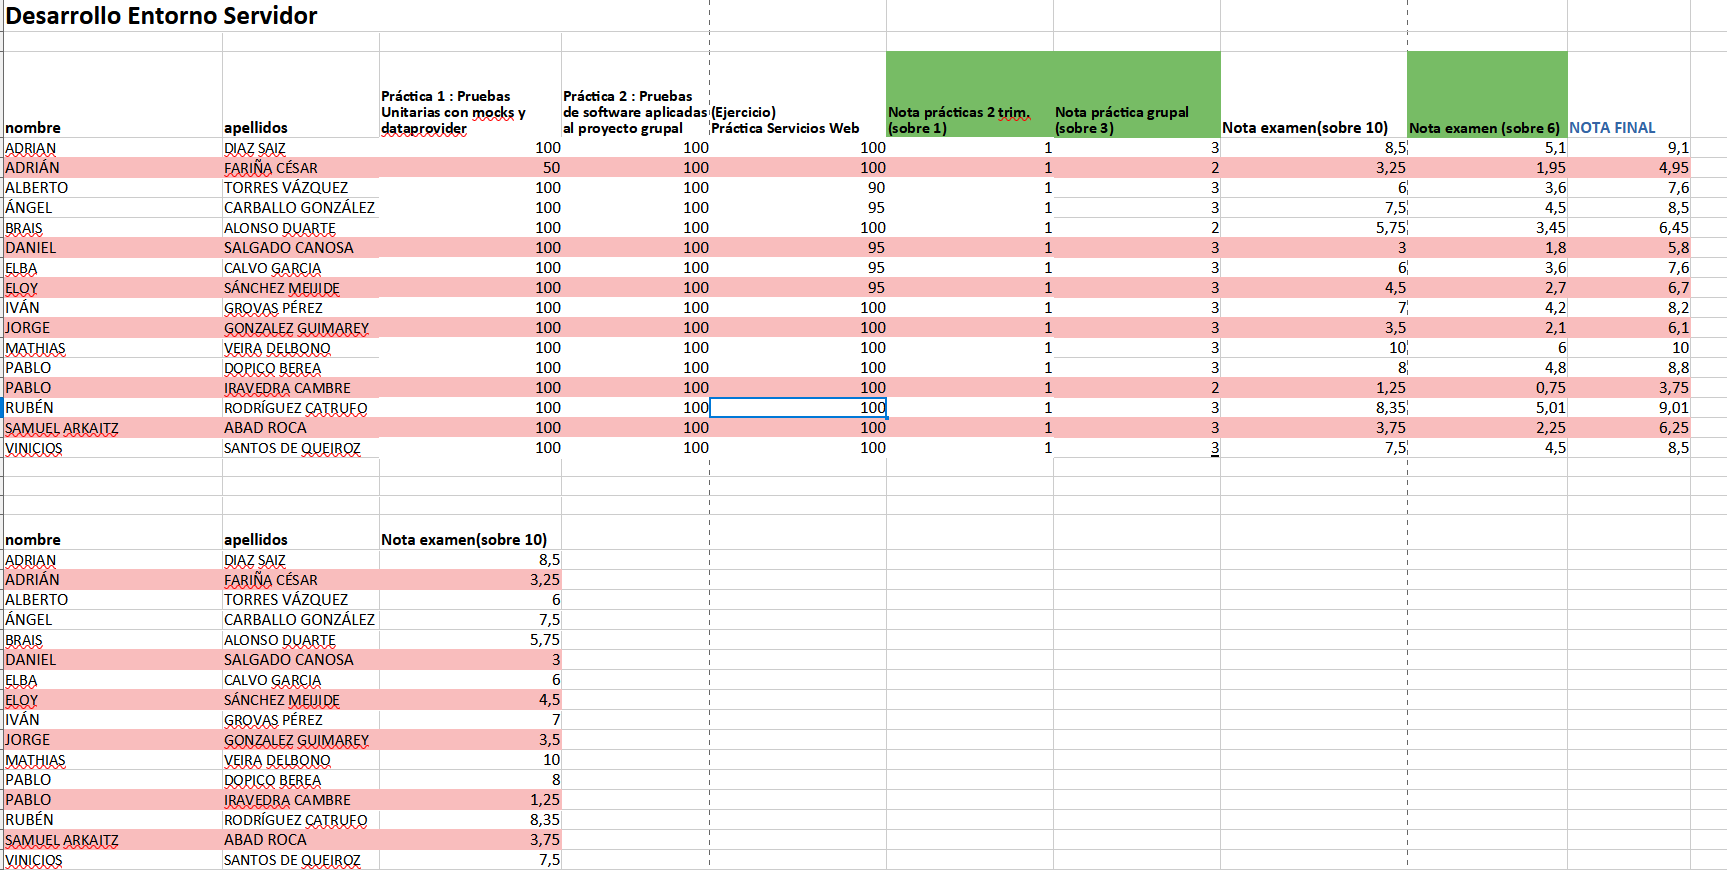 Desarrollo Entorno Servidor
nombre apellidos Práctica 1 : Pruebas Unitarias con mocks y dataprovider Práctica 2 : Pruebas de software aplicadas al proyecto grupal (Ejercicio) Práctica Servicios Web Nota prácticas 2 trim. (sobre 1) Nota práctica grupal (sobre 3) Nota examen(sobre 10) Nota examen (sobre 6) NOTA FINAL
ADRIAN DIAZ SAIZ 100 100 100 1 3 8,5 5,1 9,1
ADRIÁN FARIÑA CÉSAR 50 100 100 1 2 3,25 1,95 4,95
ALBERTO TORRES VÁZQUEZ 100 100 90 1 3 6 3,6 7,6
ÁNGEL CARBALLO GONZÁLEZ 100 100 95 1 3 7,5 4,5 8,5
BRAIS ALONSO DUARTE 100 100 100 1 2 5,75 3,45 6,45
DANIEL SALGADO CANOSA 100 100 95 1 3 3 1,8 5,8
ELBA CALVO GARCIA 100 100 95 1 3 6 3,6 7,6
ELOY SÁNCHEZ MEIJIDE 100 100 95 1 3 4,5 2,7 6,7
IVÁN GROVAS PÉREZ 100 100 100 1 3 7 4,2 8,2
JORGE GONZALEZ GUIMAREY 100 100 100 1 3 3,5 2,1 6,1
MATHIAS VEIRA DELBONO 100 100 100 1 3 10 6 10
PABLO DOPICO BEREA 100 100 100 1 3 8 4,8 8,8
PABLO IRAVEDRA CAMBRE 100 100 100 1 2 1,25 0,75 3,75
RUBÉN RODRÍGUEZ CATRUFO 100 100 100 1 3 8,35 5,01 9,01
SAMUEL ARKAITZ ABAD ROCA 100 100 100 1 3 3,75 2,25 6,25
VINICIOS SANTOS DE QUEIROZ 100 100 100 1 3 7,5 4,5 8,5
nombre apellidos Nota examen(sobre 10)
ADRIAN DIAZ SAIZ 8,5
ADRIÁN FARIÑA CÉSAR 3,25
ALBERTO TORRES VÁZQUEZ 6
ÁNGEL CARBALLO GONZÁLEZ 7,5
BRAIS ALONSO DUARTE 5,75
DANIEL SALGADO CANOSA 3
ELBA CALVO GARCIA 6
ELOY SÁNCHEZ MEIJIDE 4,5
IVÁN GROVAS PÉREZ 7
JORGE GONZALEZ GUIMAREY 3,5
MATHIAS VEIRA DELBONO 10
PABLO DOPICO BEREA 8
PABLO IRAVEDRA CAMBRE 1,25
RUBÉN RODRÍGUEZ CATRUFO 8,35
SAMUEL ARKAITZ ABAD ROCA 3,75
VINICIOS SANTOS DE QUEIROZ 7,5